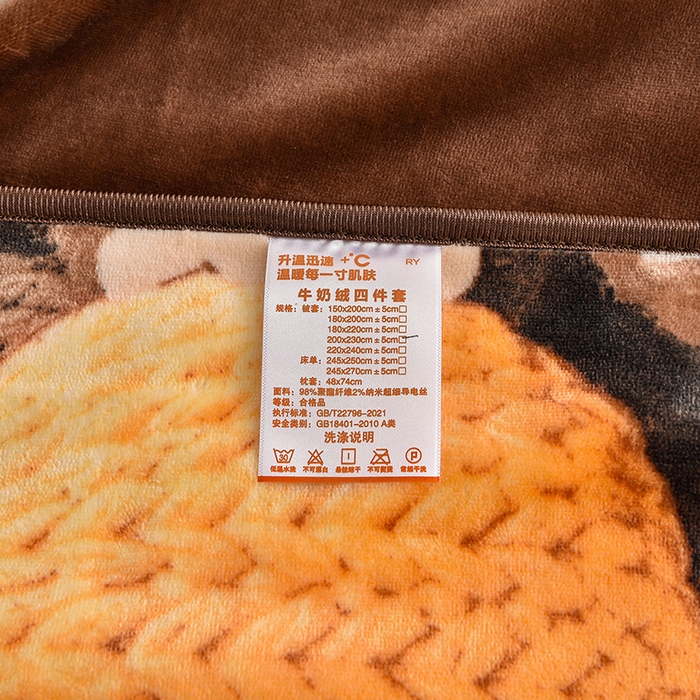 升温迅速 +°C RY
温暖每一寸肌肤
牛奶绒四件套
规格：被套：150x200cm±5cm□
180x200cm±5cm□
180x220cm±5cm□
200x230cm±5cm□
220x240cm±5cm□
床单：245x250cm±5cm□
245x270cm±5cm□
枕套：48x74cm
面料：98%聚酯纤维2%纳米超细导电丝
等级：合格品
执行标准：GB/T22796-2021
安全类别：GB18401-2010 A类
洗涤说明
30 P
低温水洗 不可漂白 悬挂晾干 不可熨烫 常规干洗